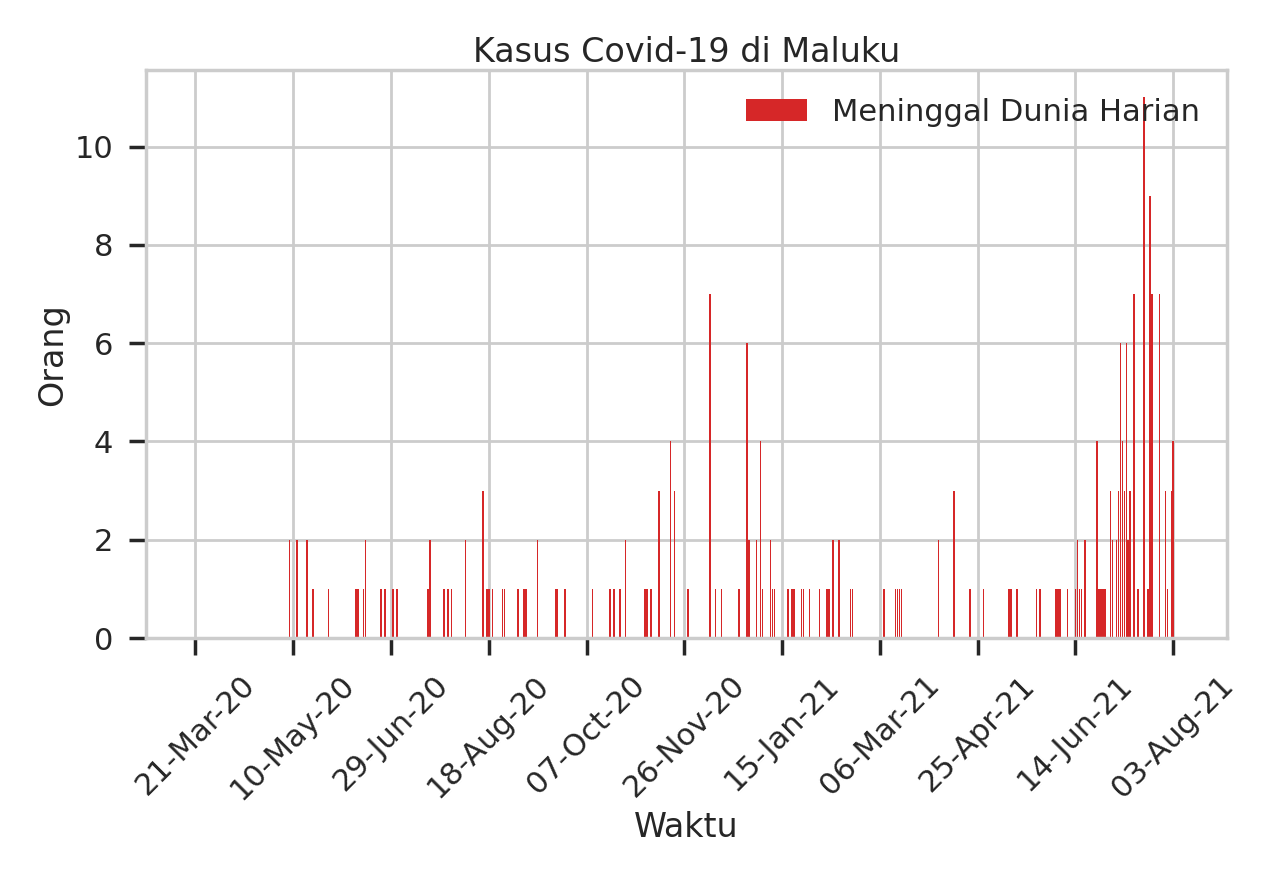 Kasus Covid-19 di Maluku
Meninggal Dunia Harian
Orang
10
8
6
4
2
0
21-Mar-20
10-May-20
29-Jun-20
18-Aug-20
07-Oct-20
26-Nov-20
15-Jan-21
06-Mar-21
25-Apr-21
14-Jun-21
03-Aug-21
Waktu